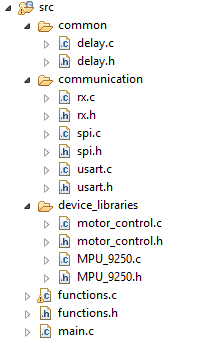 src
common
delay.c
delay.h
communication
rx.c
rx.h
spi.c
spi.h
usart.c
usart.h
device_libraries
motor_control.c
motor_control.h
MPU_9250.c
MPU_9250.h
functions.c
functions.h
main.c